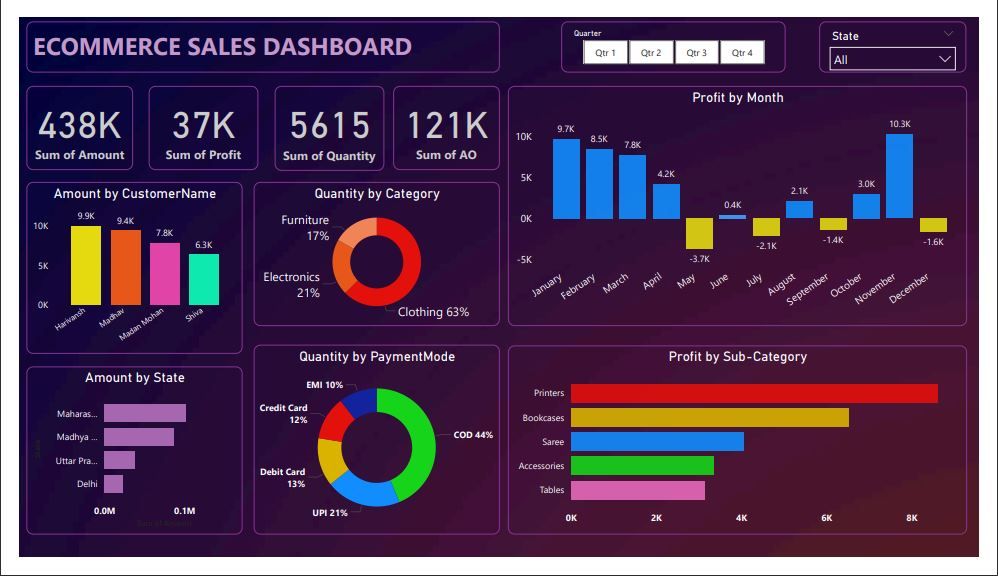 ECOMMERCE SALES DASHBOARD
Quarter
Qtr 1
Qtr 2
Qtr 3
Qtr 4
State
All
438K
Sum of Amount
37K
Sum of Profit
5615
Sum of Quantity
121K
Sum of AO
Profit by Month
10K
5K
0K
-5K
9.7K
8.5K
7.8K
4.2K
-3.7K
0.4K
-2.1K
2.1K
-1.4K
3.0K
10.3K
-1.6K
January
February
March
April
May
June
July
August
September
October
November
December
Amount by CustomerName
10K
5K
0K
9.9K
9.4K
7.8K
6.3K
Harivansh
Madhav
Madan Mohan
Shiva
Quantity by Category
Furniture
17%
Electronics
21%
Clothing 63%
Amount by State
State
Maharas...
Madhya ...
Uttar Pra...
Delhi
0.0M
0.1M
Sum of Amount
Quantity by PaymentMode
EMI 10%
Credit Card
12%
Debit Card
13%
UPI 21%
COD 44%
Profit by Sub-Category
Printers
Bookcases
Saree
Accessories
Tables
0K
2K
4K
6K
8K